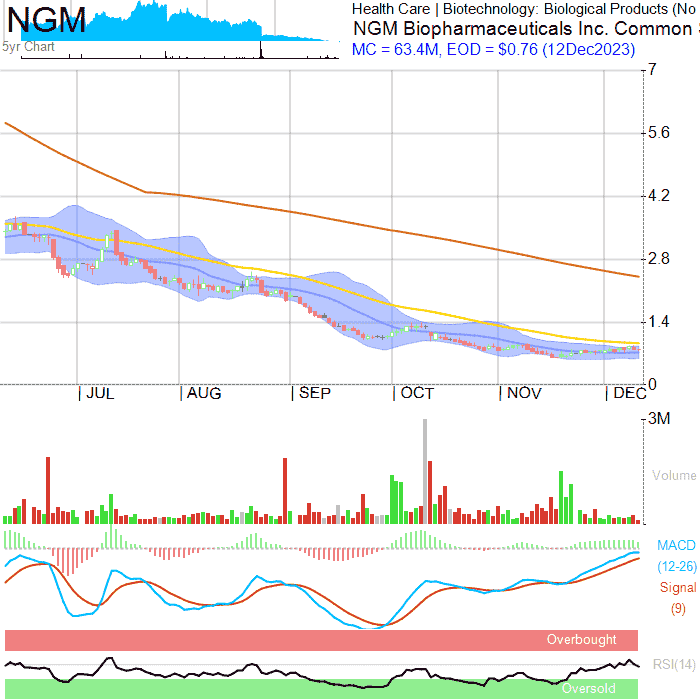 NGM
5yr Chart
Health Care | Biotechnology: Biological Products (No
NGM Biopharmaceuticals Inc. Common
MC = 63.4M, EOD = $0.76 (12Dec2023)
7
5.6
4.2
2.8
1.4
0
| JUL | AUG | SEP | OCT | NOV | DEC
3M
Volume
MACD
(12-26)
Signal
(9)
Overbought
RSI(14)
Oversold